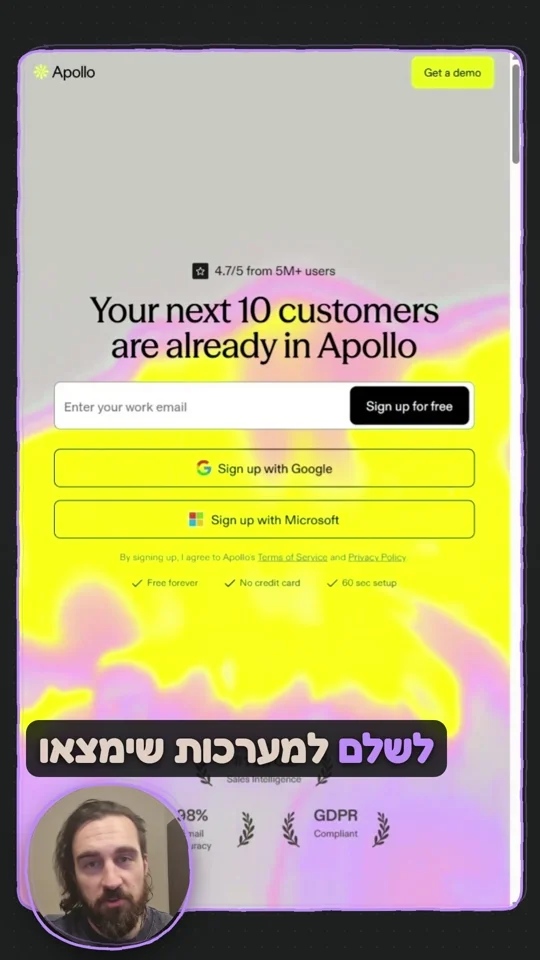 Apollo
Get a demo
4.7/5 from 5M+ users
Your next 10 customers
are already in Apollo
Enter your work email
Sign up for free
Sign up with Google
Sign up with Microsoft
By signing up, I agree to Apollo's Terms of Service and Privacy Policy
Free forever
No credit card
60 sec setup
לשלם למערכות שימצאו
Sales Intelligence
98%
GDPR
Compliant